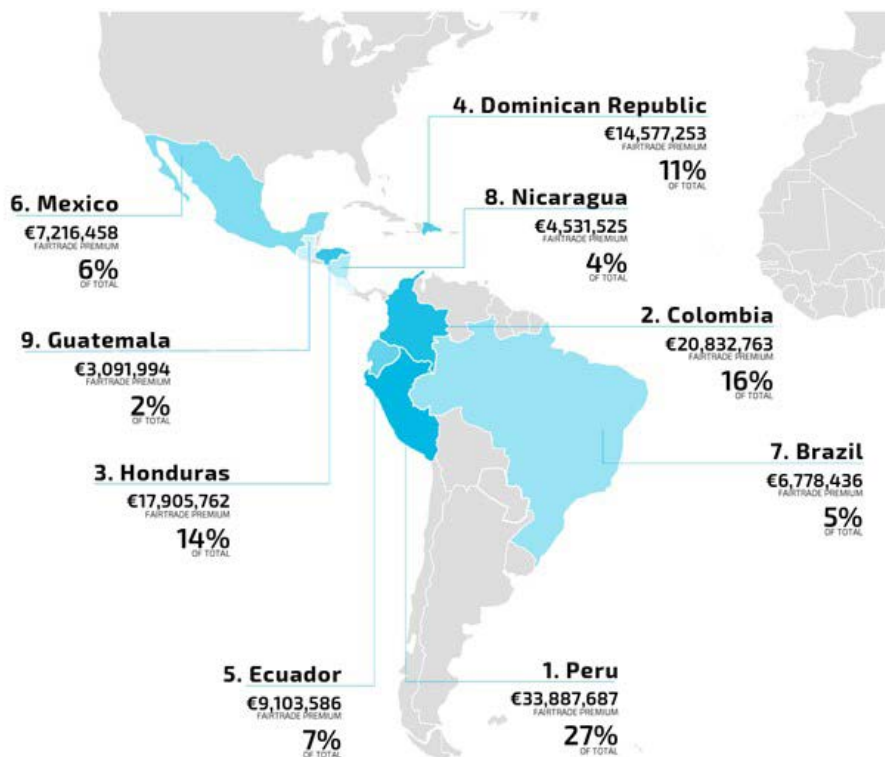 4. Dominican Republic
€14,577,253
FAIRTRADE PREMIUM
11%
OF TOTAL
6. Mexico
€7,216,458
FAIRTRADE PREMIUM
6%
OF TOTAL
8. Nicaragua
€4,531,525
FAIRTRADE PREMIUM
4%
OF TOTAL
9. Guatemala
€3,091,994
FAIRTRADE PREMIUM
2%
OF TOTAL
2. Colombia
€20,832,763
FAIRTRADE PREMIUM
16%
OF TOTAL
3. Honduras
€17,905,762
FAIRTRADE PREMIUM
14%
OF TOTAL
7. Brazil
€6,778,436
FAIRTRADE PREMIUM
5%
OF TOTAL
5. Ecuador
€9,103,586
FAIRTRADE PREMIUM
7%
OF TOTAL
1. Peru
€33,887,687
FAIRTRADE PREMIUM
27%
OF TOTAL